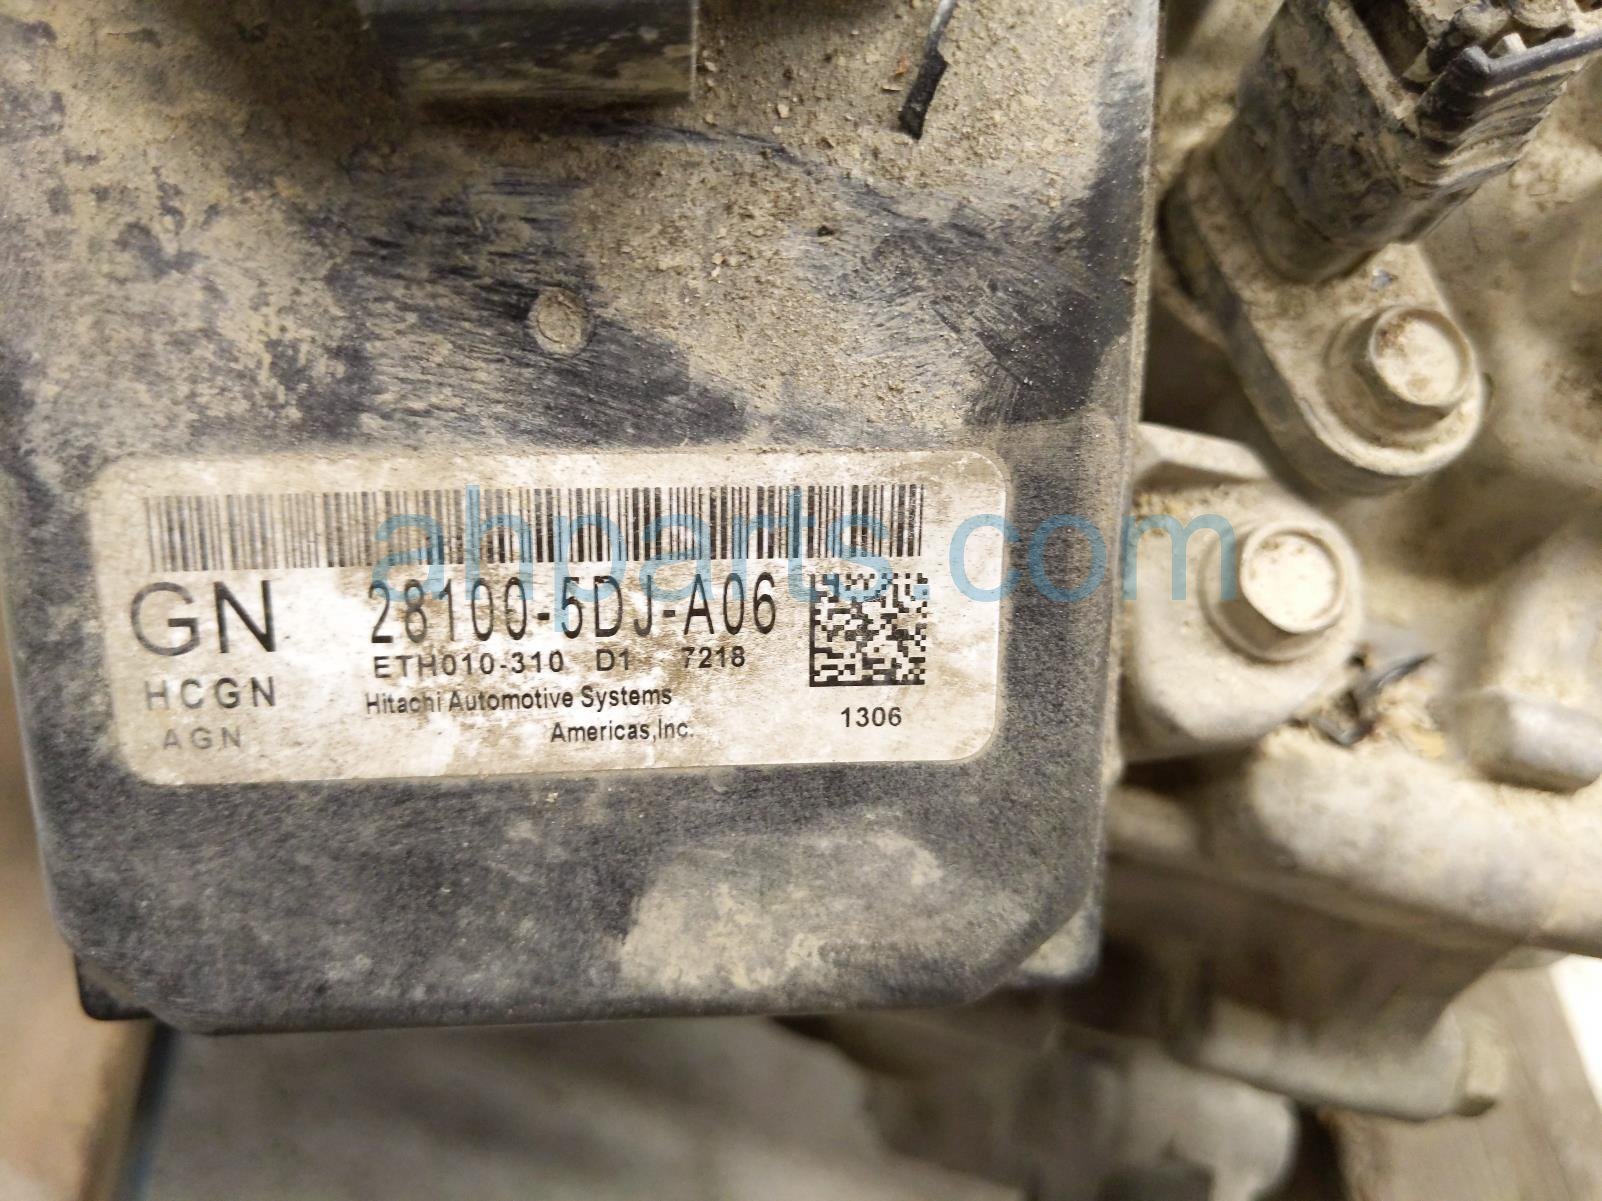 ahparts.com
GN 28100-5DJ-A06
ETH010-310 D1 7218
HCGN Hitachi Automotive Systems
AGN Americas,Inc. 1306